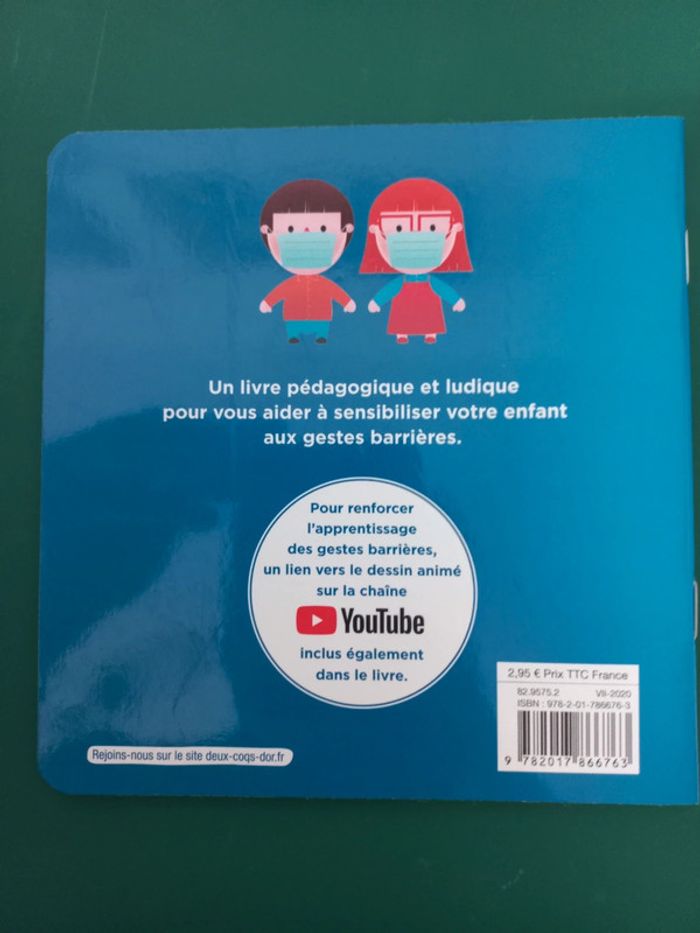 Un livre pédagogique et ludique
pour vous aider à sensibiliser votre enfant
aux gestes barrières.
Pour renforcer
l'apprentissage
des gestes barrières,
un lien vers le dessin animé
sur la chaîne
YouTube
inclus également
dans le livre.
2,95 € Prix TTC France
82.9575.2 VII-2020
ISBN : 978-2-01-786676-3
9 782017 866763
Rejoins-nous sur le site deux-coqs-dor.fr